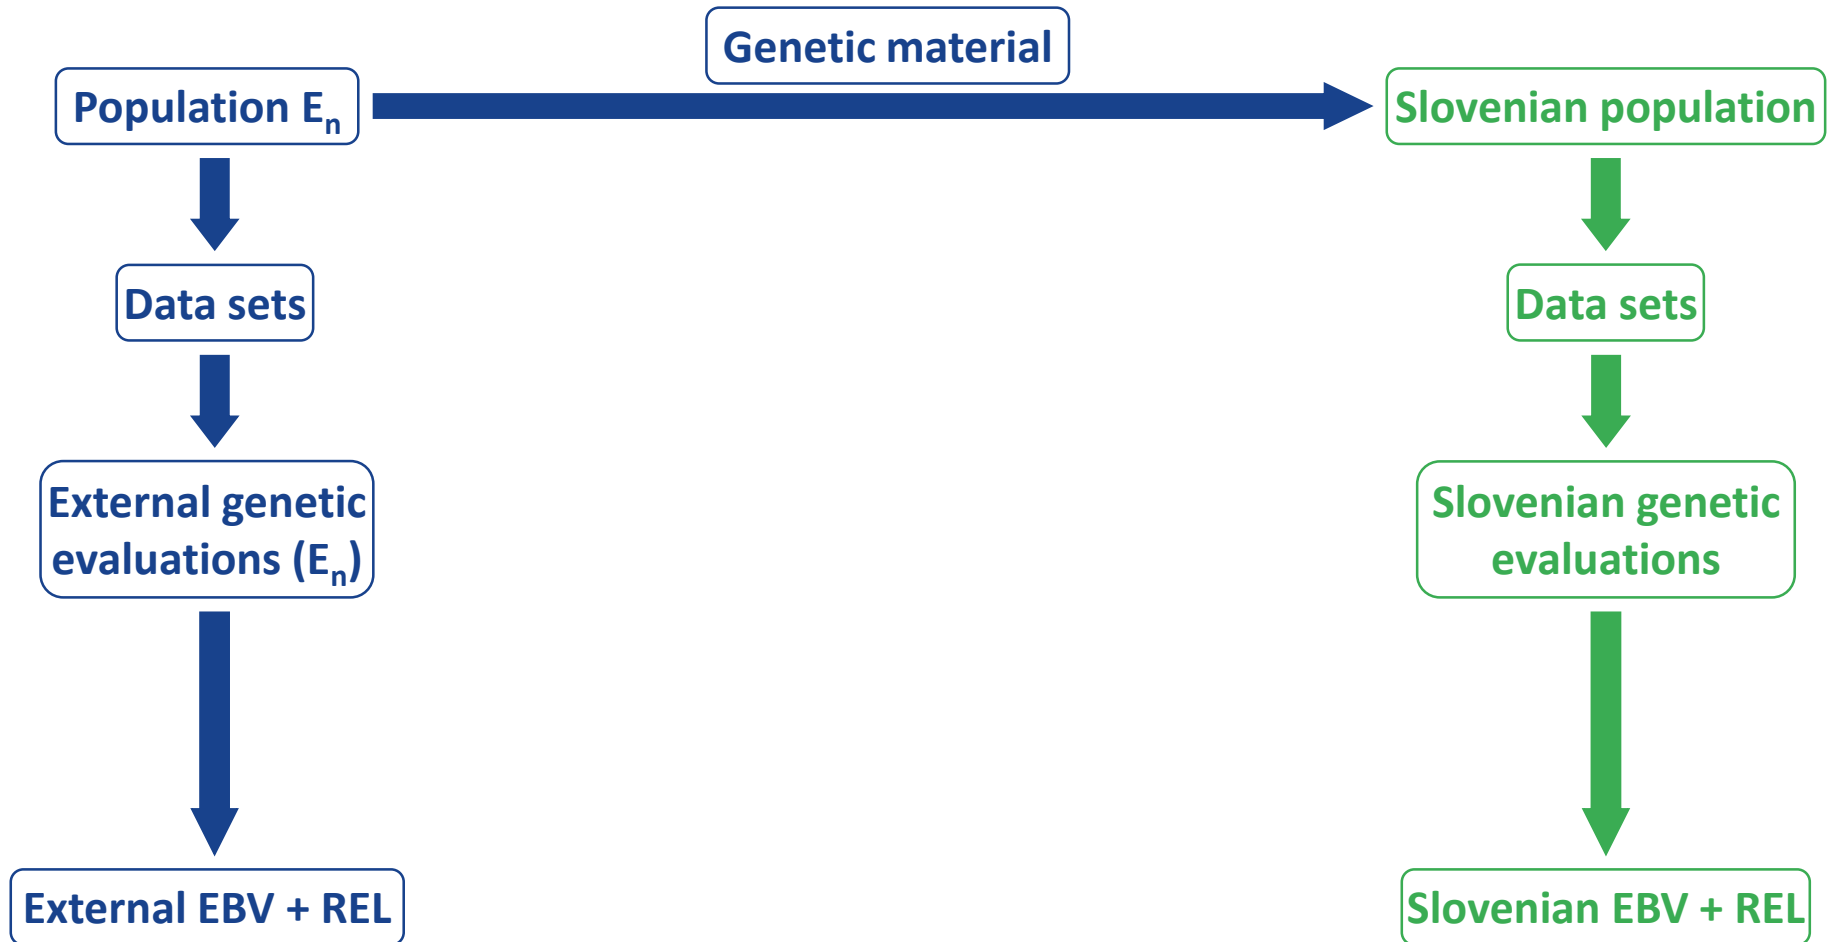 Genetic material
Population Eₙ
Slovenian population
Data sets
Data sets
External genetic
evaluations (Eₙ)
Slovenian genetic
evaluations
External EBV + REL
Slovenian EBV + REL